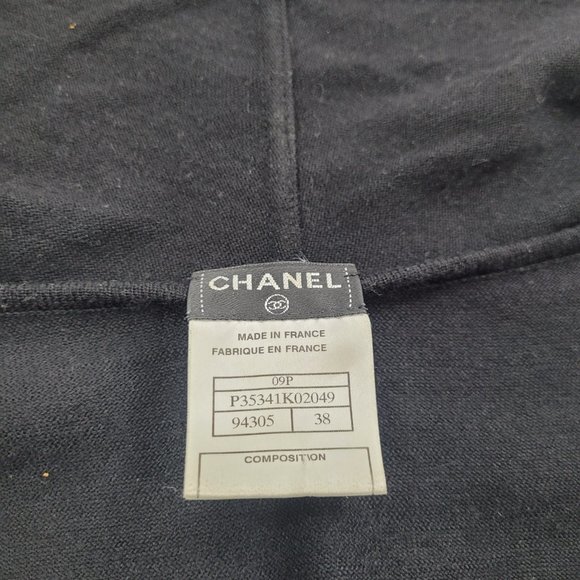 CHANEL
MADE IN FRANCE
FABRIQUE EN FRANCE
09P
P35341K02049
94305 38
COMPOSITION